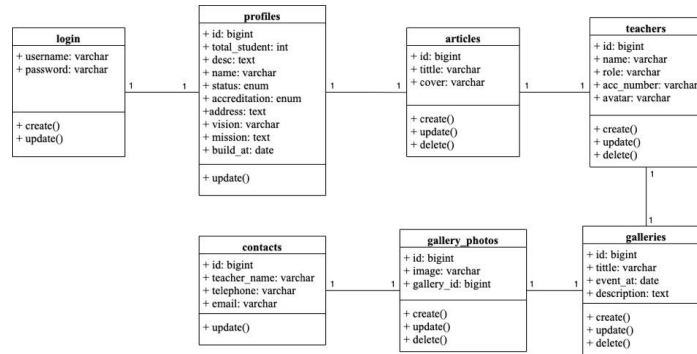 login
+ username: varchar
+ password: varchar
+ create()
+ update()
1
1
profiles
+ id: bigint
+ total_student: int
+ desc: text
+ name: varchar
+ status: enum
+ accreditation: enum
+address: text
+ vision: varchar
+ mission: text
+ build_at: date
+ update()
1
1
articles
+ id: bigint
+ tittle: varchar
+ cover: varchar
+ create()
+ update()
+ delete()
1
1
teachers
+ id: bigint
+ name: varchar
+ role: varchar
+ acc_number: varchar
+ avatar: varchar
+ create()
+ update()
+ delete()
1
1
contacts
+ id: bigint
+ teacher_name: varchar
+ telephone: varchar
+ email: varchar
+ update()
1
1
gallery_photos
+ id: bigint
+ image: varchar
+ gallery_id: bigint
+ create()
+ update()
+ delete()
1
1
galleries
+ id: bigint
+ tittle: varchar
+ event_at: date
+ description: text
+ create()
+ update()
+ delete()